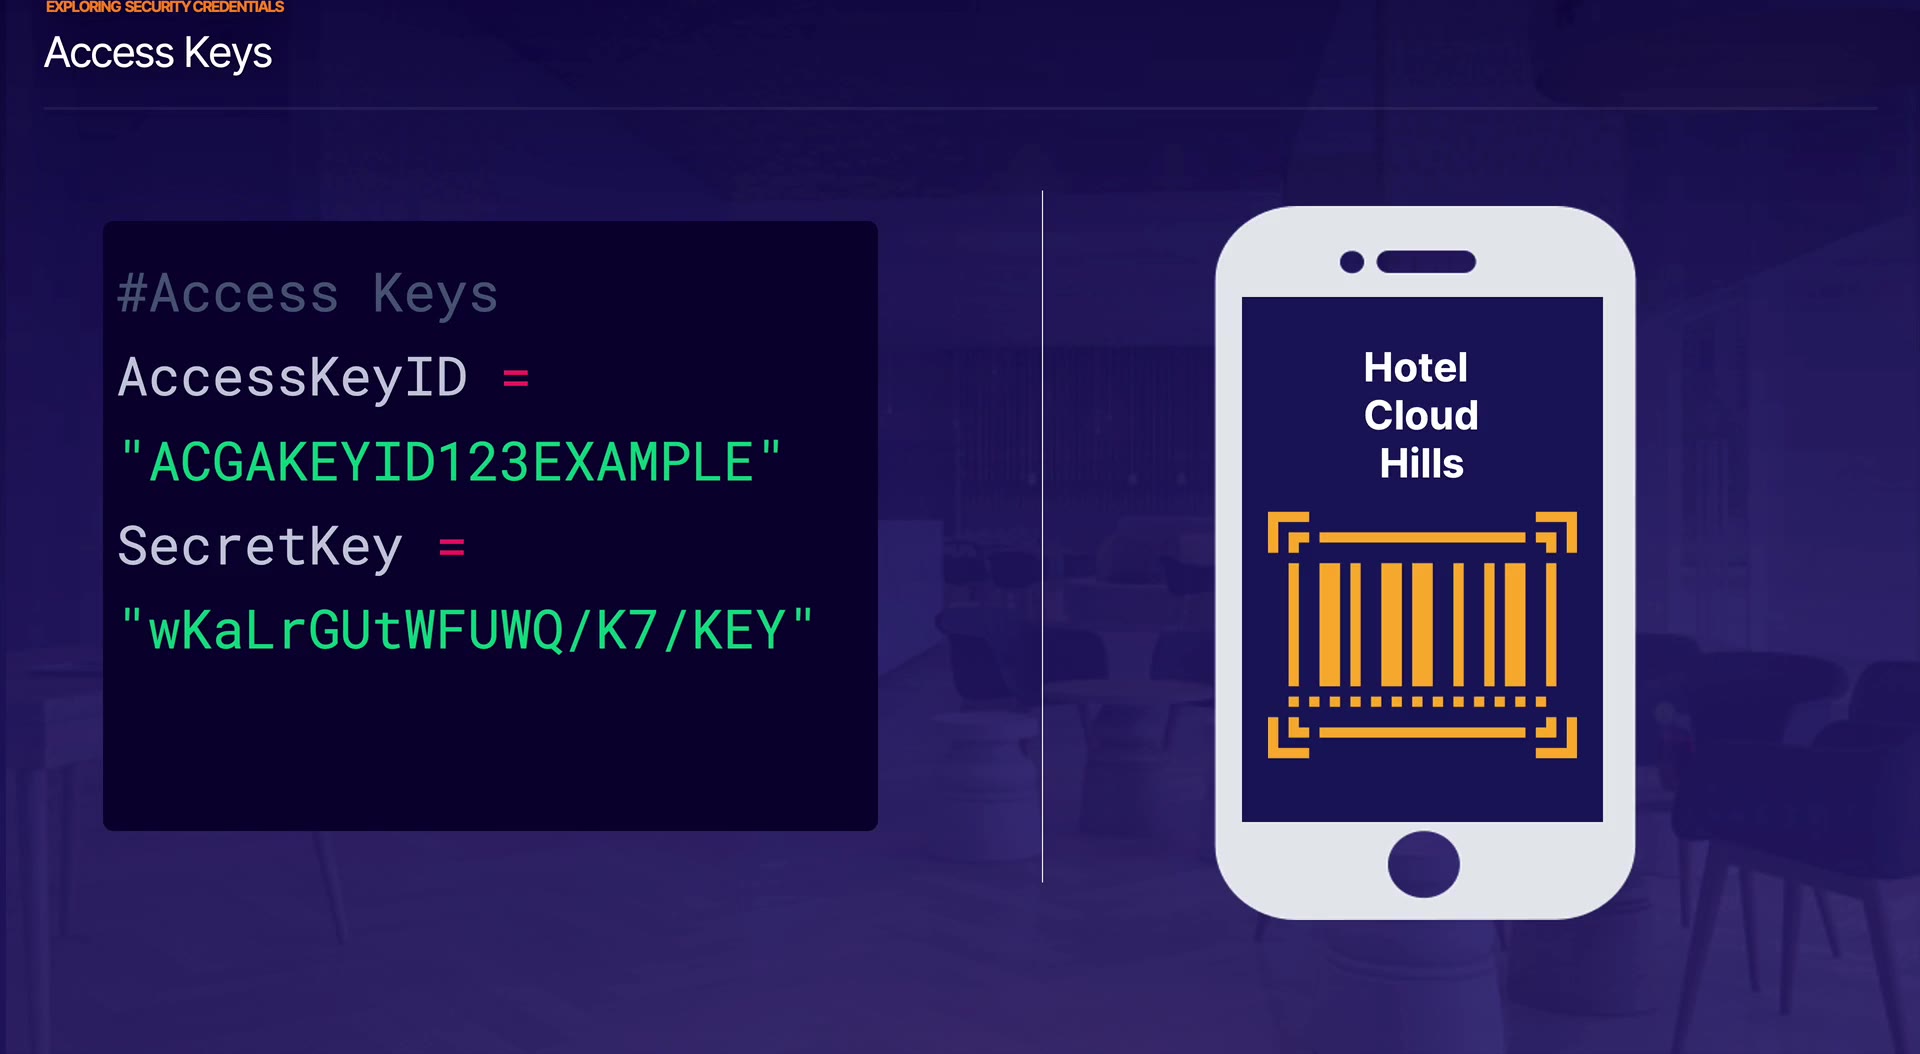 EXPLORING SECURITY CREDENTIALS
Access Keys
#Access Keys
AccessKeyID =
"ACGAKEYID123EXAMPLE"
SecretKey =
"wKaLrGUtWFUWQ/K7/KEY"
Hotel
Cloud
Hills